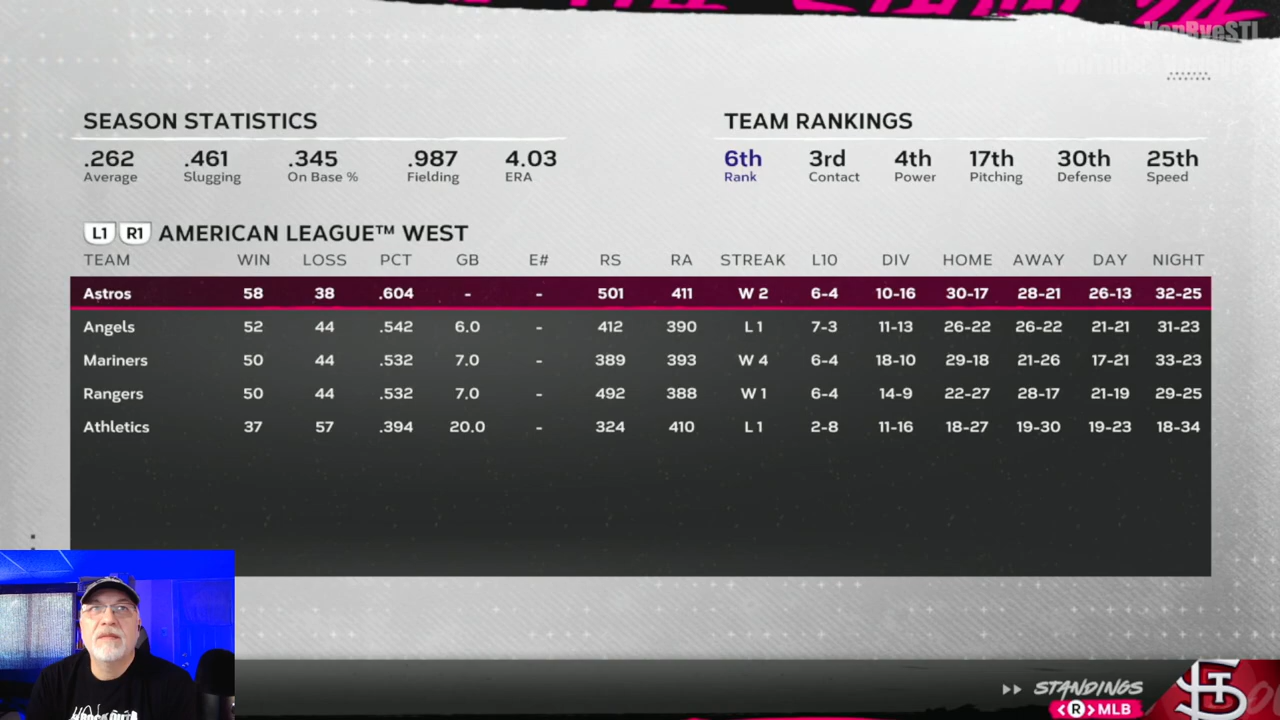 SEASON STATISTICS
.262 .461 .345 .987 4.03
Average Slugging On Base % Fielding ERA
TEAM RANKINGS
6th 3rd 4th 17th 30th 25th
Rank Contact Power Pitching Defense Speed
L1 R1 AMERICAN LEAGUE™ WEST
TEAM WIN LOSS PCT GB E# RS RA STREAK L10 DIV HOME AWAY DAY NIGHT
Astros 58 38 .604 - - 501 411 W 2 6-4 10-16 30-17 28-21 26-13 32-25
Angels 52 44 .542 6.0 - 412 390 L 1 7-3 11-13 26-22 26-22 21-21 31-23
Mariners 50 44 .532 7.0 - 389 393 W 4 6-4 18-10 29-18 21-26 17-21 33-23
Rangers 50 44 .532 7.0 - 492 388 W 1 6-4 14-9 22-27 28-17 21-19 29-25
Athletics 37 57 .394 20.0 - 324 410 L 1 2-8 11-16 18-27 19-30 19-23 18-34
STANDINGS
R MLB
STL